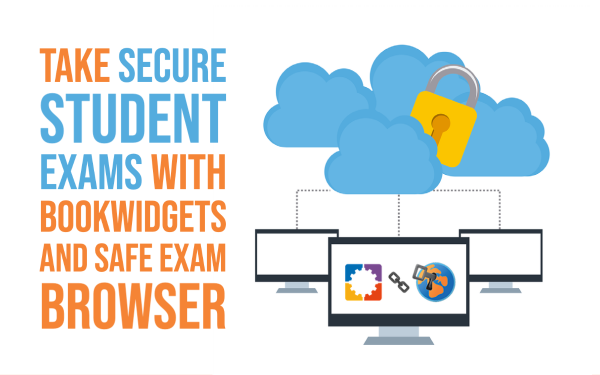 TAKE SECURE
STUDENT
EXAMS WITH
BOOKWIDGETS
AND SAFE EXAM
BROWSER